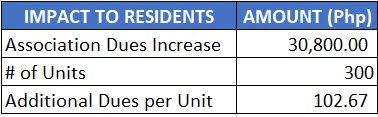 IMPACT TO RESIDENTS AMOUNT (Php)
Association Dues Increase 30,800.00
# of Units 300
Additional Dues per Unit 102.67